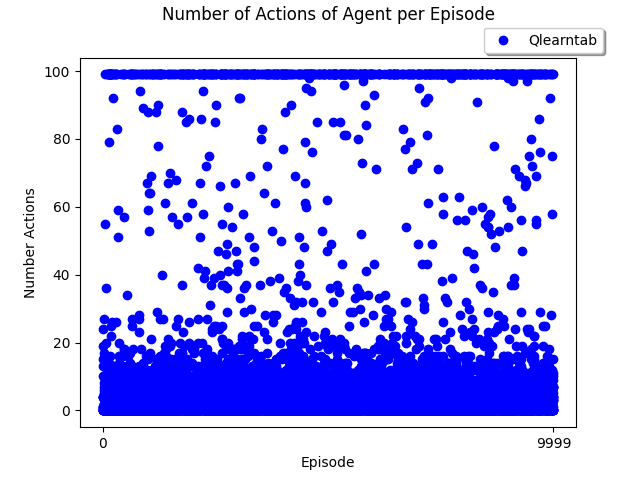 Number of Actions of Agent per Episode
Qlearntab
100
80
60
40
20
0
Number Actions
0 9999
Episode